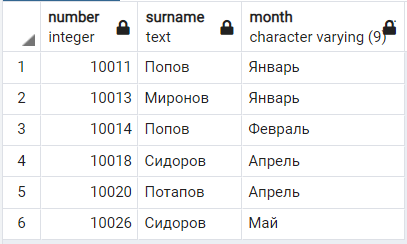 number surname month
integer text character varying (9)
1 10011 Попов Январь
2 10013 Миронов Январь
3 10014 Попов Февраль
4 10018 Сидоров Апрель
5 10020 Потапов Апрель
6 10026 Сидоров Май